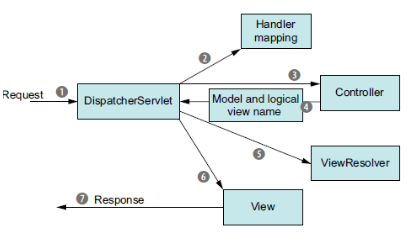 Handler
mapping
2
3
Request
1
DispatcherServlet
Model and logical
view name
4
Controller
5
ViewResolver
6
7
Response
View